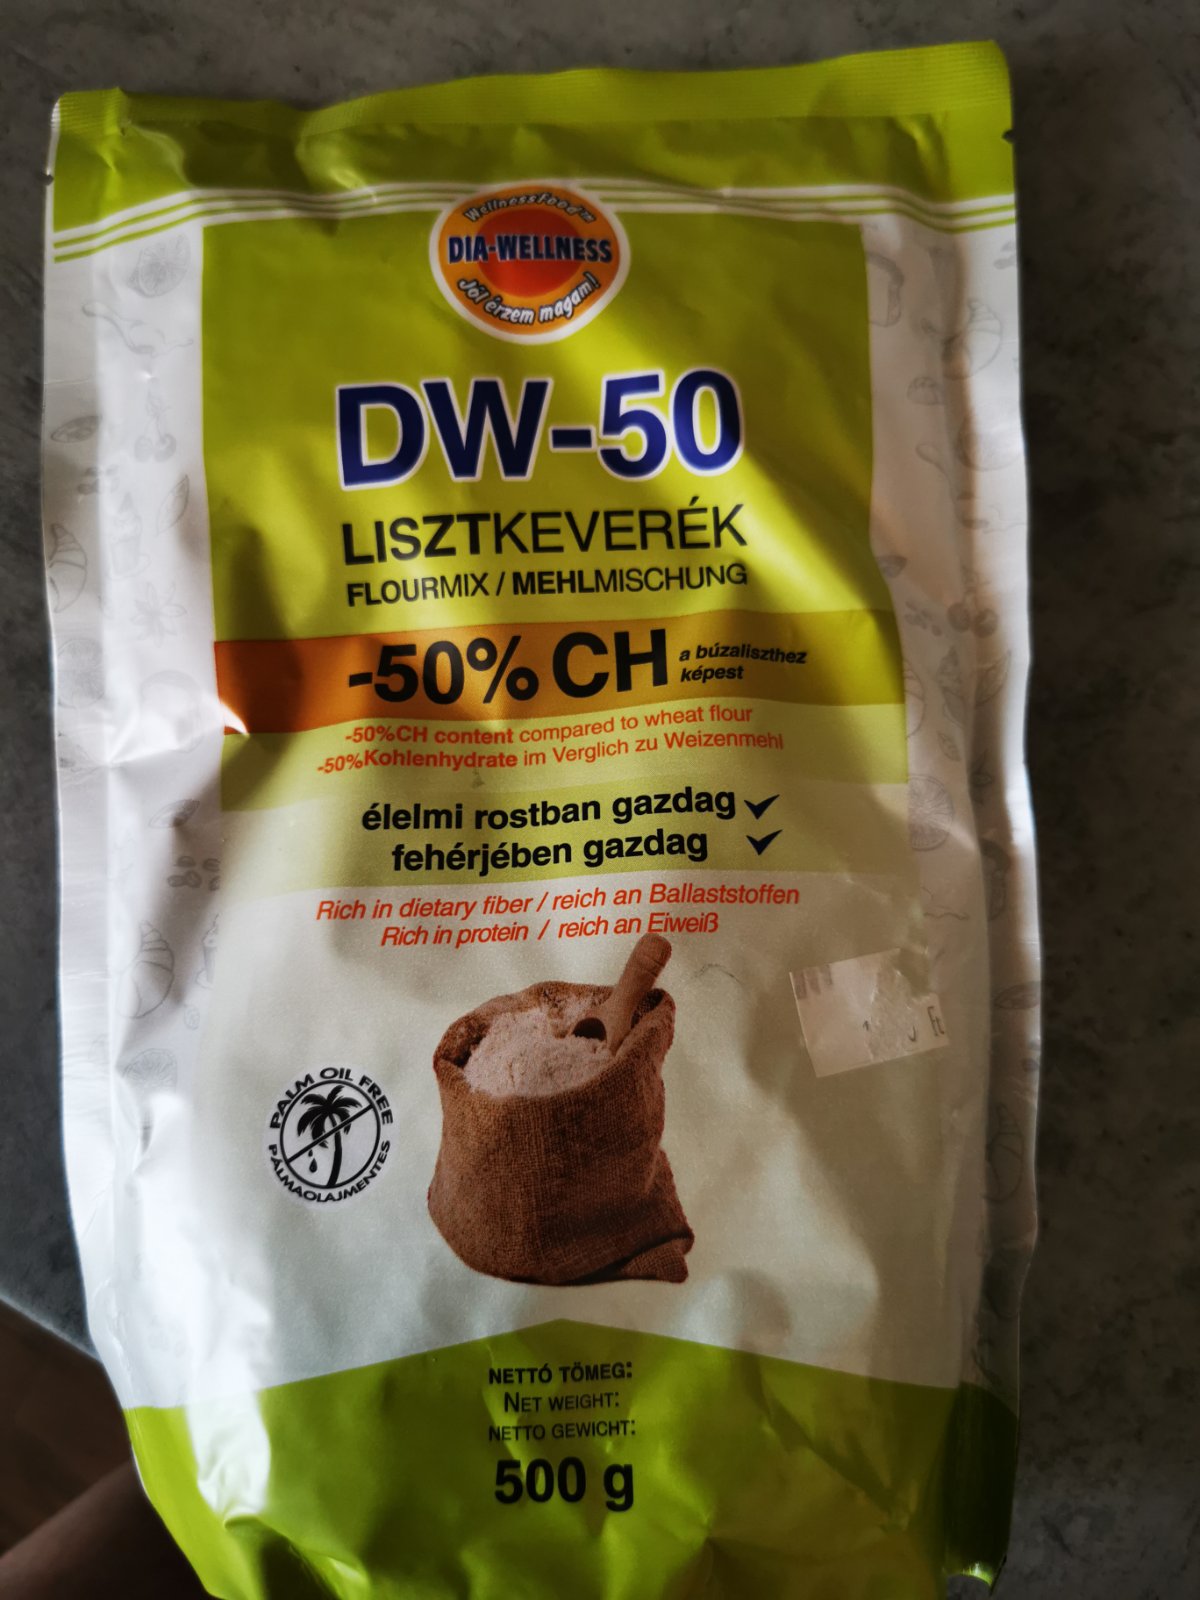 WellnessFood™
DIA-WELLNESS
Jól érzem magam!
DW-50
LISZTKEVERÉK
FLOURMIX / MEHLMISCHUNG
-50% CH a búzaliszthez
képest
-50%CH content compared to wheat flour
-50%Kohlenhydrate im Verglich zu Weizenmehl
élelmi rostban gazdag
fehérjében gazdag
Rich in dietary fiber / reich an Ballaststoffen
Rich in protein / reich an Eiweiß
Ft
PALM OIL FREE
PÁLMAOLAJMENTES
NETTÓ TÖMEG:
NET WEIGHT:
NETTO GEWICHT:
500 g